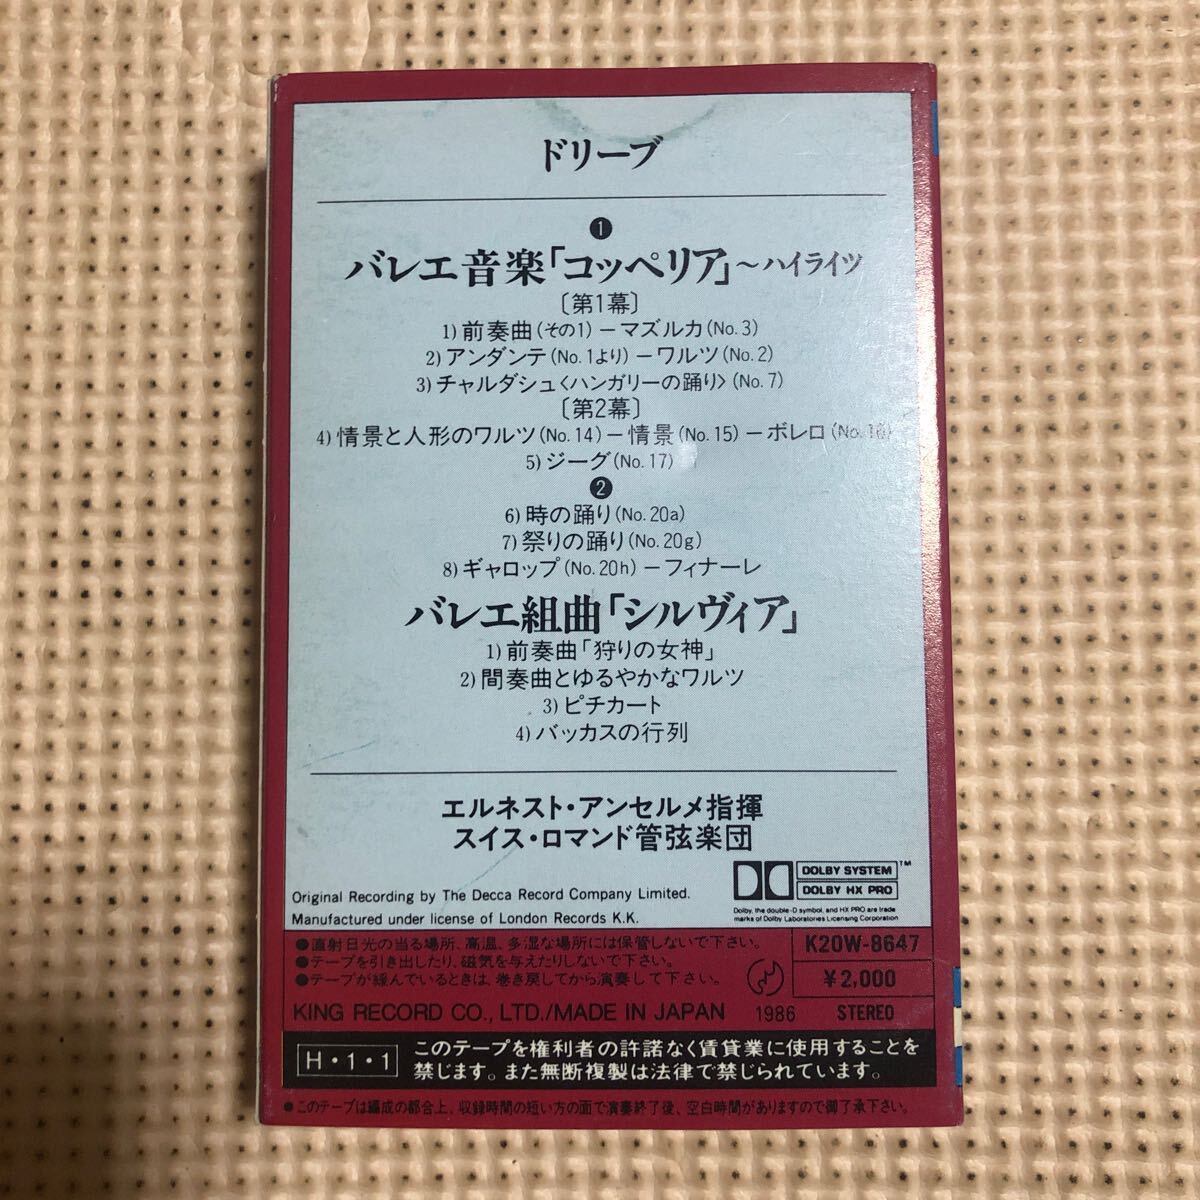 ドリーブ
❶
バレエ音楽「コッペリア」～ハイライツ
〔第1幕〕
1) 前奏曲(その1)－マズルカ(No.3)
2) アンダンテ(No.1より)－ワルツ(No.2)
3) チャルダシュ〈ハンガリーの踊り〉(No.7)
〔第2幕〕
4) 情景と人形のワルツ(No.14)－情景(No.15)－ボレロ(No.16)
5) ジーグ(No.17)
❷
6) 時の踊り(No.20a)
7) 祭りの踊り(No.20g)
8) ギャロップ(No.20h)－フィナーレ
バレエ組曲「シルヴィア」
1) 前奏曲「狩りの女神」
2) 間奏曲とゆるやかなワルツ
3) ピチカート
4) バッカスの行列
エルネスト・アンセルメ指揮
スイス・ロマンド管弦楽団
DOLBY SYSTEM™
DOLBY HX PRO
Dolby, the double-D symbol, and HX PRO are trade
marks of Dolby Laboratories Licensing Corporation
Original Recording by The Decca Record Company Limited.
Manufactured under license of London Records K.K.
●直射日光の当る場所、高温、多湿な場所には保管しないで下さい。
●テープを引き出したり、磁気を与えたりしないで下さい。
●テープが緩んでいるときは、巻き戻してから演奏して下さい。
K20W-8647
¥2,000
KING RECORD CO., LTD./MADE IN JAPAN 1986 STEREO
H・1・1
このテープを権利者の許諾なく賃貸業に使用することを
禁じます。また無断複製は法律で禁じられています。
●このテープは編成の都合上、収録時間の短い方の面で演奏終了後、空白時間がありますので御了承下さい。